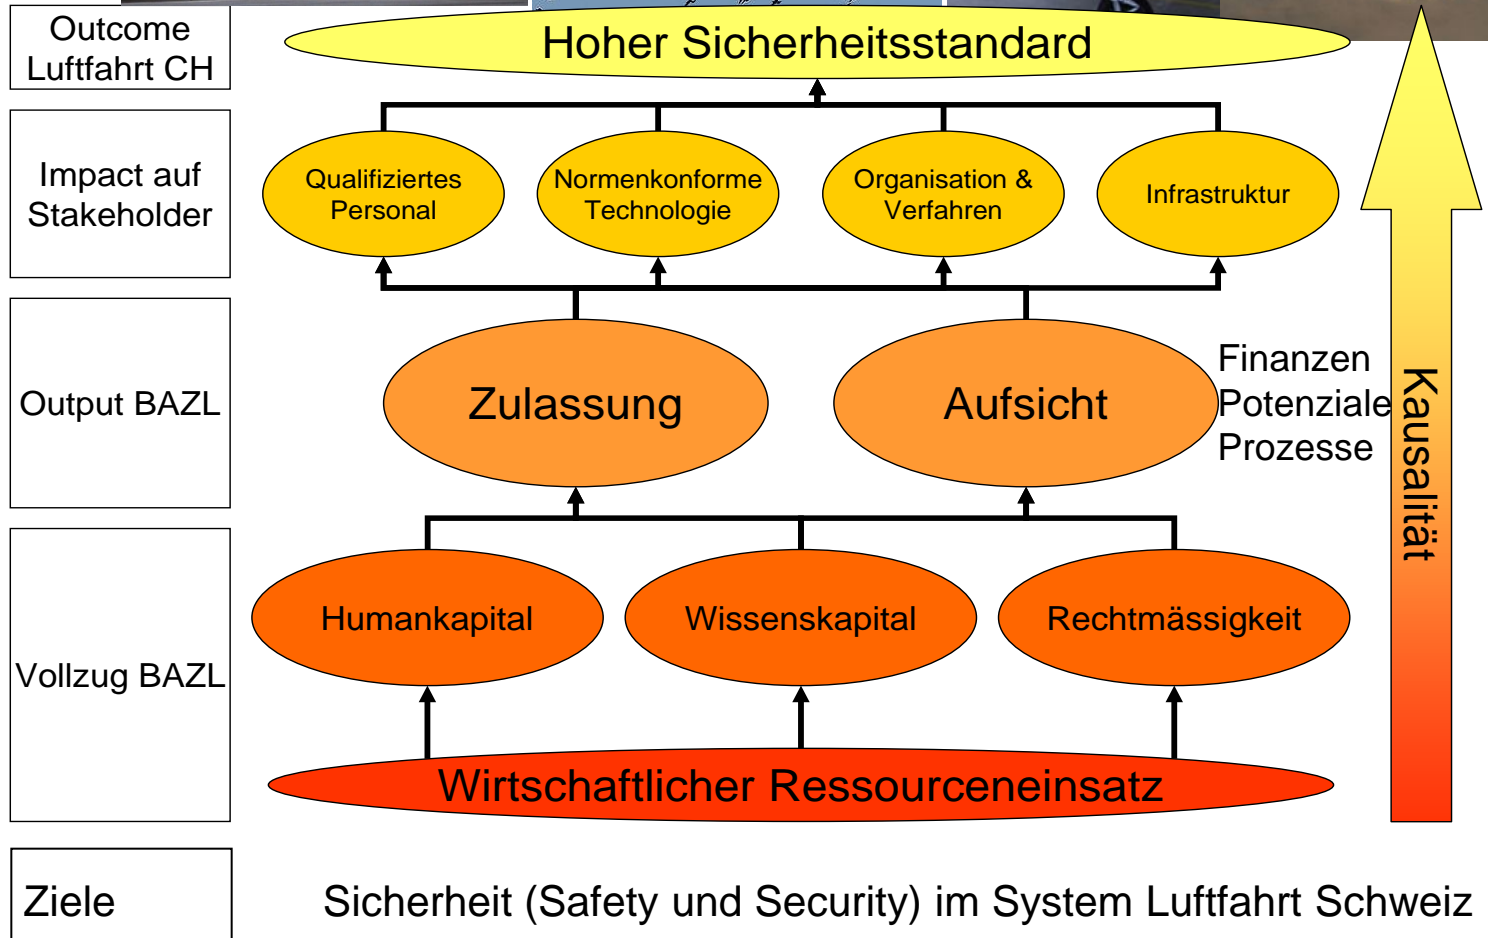 Outcome
Luftfahrt CH
Hoher Sicherheitsstandard
Impact auf
Stakeholder
Qualifiziertes
Personal
Normenkonforme
Technologie
Organisation &
Verfahren
Infrastruktur
Output BAZL
Zulassung
Aufsicht
Finanzen
Potenziale
Prozesse
Kausalität
Vollzug BAZL
Humankapital
Wissenskapital
Rechtmässigkeit
Wirtschaftlicher Ressourceneinsatz
Ziele
Sicherheit (Safety und Security) im System Luftfahrt Schweiz